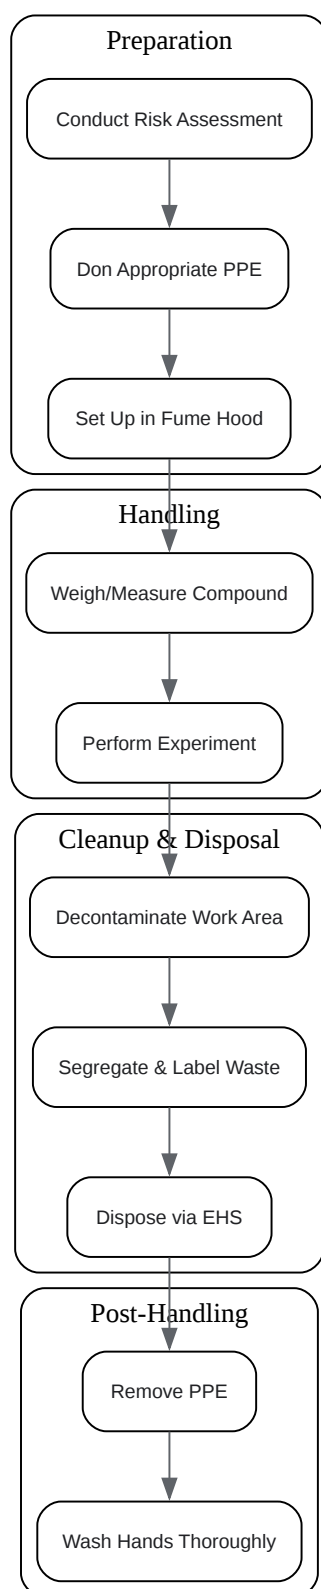 Preparation
Conduct Risk Assessment
Don Appropriate PPE
Set Up in Fume Hood
Handling
Weigh/Measure Compound
Perform Experiment
Cleanup & Disposal
Decontaminate Work Area
Segregate & Label Waste
Dispose via EHS
Post-Handling
Remove PPE
Wash Hands Thoroughly